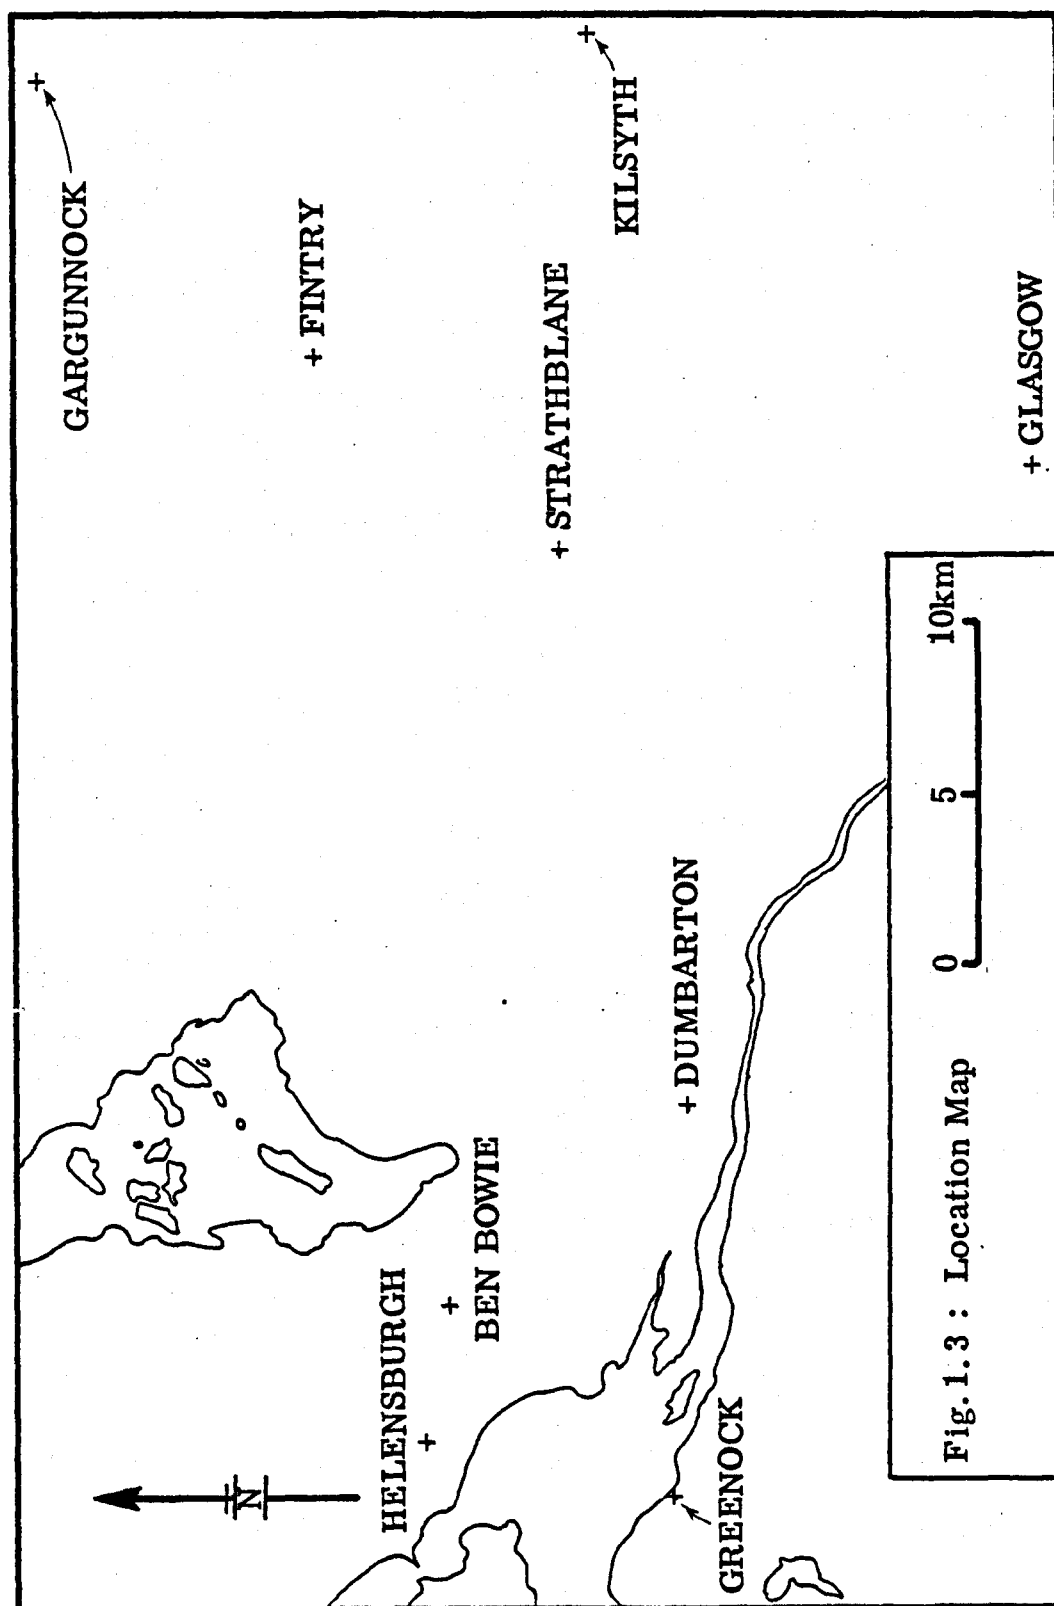 GARGUNNOCK
+ FINTRY
KILSYTH
+ STRATHBLANE
+ GLASGOW
HELENSBURGH
BEN BOWIE
+ DUMBARTON
GREENOCK
N
0 5 10km
Fig. 1. 3 : Location Map